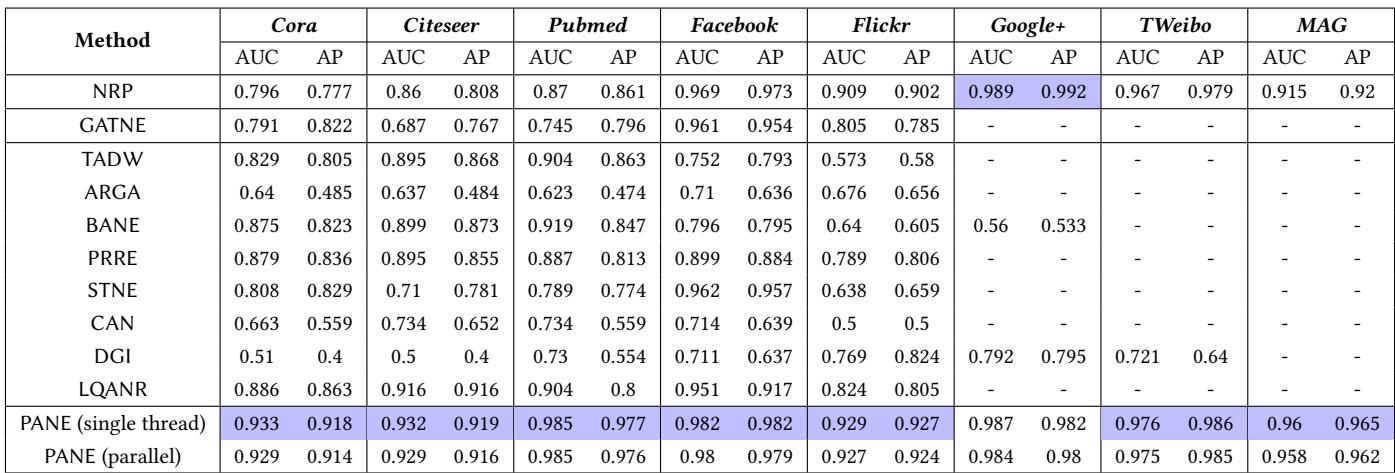 Method Cora Citeseer Pubmed Facebook Flickr Google+ TWeibo MAG
AUC AP AUC AP AUC AP AUC AP AUC AP AUC AP AUC AP AUC AP
NRP 0.796 0.777 0.86 0.808 0.87 0.861 0.969 0.973 0.909 0.902 0.989 0.992 0.967 0.979 0.915 0.92
GATNE 0.791 0.822 0.687 0.767 0.745 0.796 0.961 0.954 0.805 0.785 - - - - - -
TADW 0.829 0.805 0.895 0.868 0.904 0.863 0.752 0.793 0.573 0.58 - - - - - -
ARGA 0.64 0.485 0.637 0.484 0.623 0.474 0.71 0.636 0.676 0.656 - - - - - -
BANE 0.875 0.823 0.899 0.873 0.919 0.847 0.796 0.795 0.64 0.605 0.56 0.533 - - - -
PRRE 0.879 0.836 0.895 0.855 0.887 0.813 0.899 0.884 0.789 0.806 - - - - - -
STNE 0.808 0.829 0.71 0.781 0.789 0.774 0.962 0.957 0.638 0.659 - - - - - -
CAN 0.663 0.559 0.734 0.652 0.734 0.559 0.714 0.639 0.5 0.5 - - - - - -
DGI 0.51 0.4 0.5 0.4 0.73 0.554 0.711 0.637 0.769 0.824 0.792 0.795 0.721 0.64 - -
LQANR 0.886 0.863 0.916 0.916 0.904 0.8 0.951 0.917 0.824 0.805 - - - - - -
PANE (single thread) 0.933 0.918 0.932 0.919 0.985 0.977 0.982 0.982 0.929 0.927 0.987 0.982 0.976 0.986 0.96 0.965
PANE (parallel) 0.929 0.914 0.929 0.916 0.985 0.976 0.98 0.979 0.927 0.924 0.984 0.98 0.975 0.985 0.958 0.962